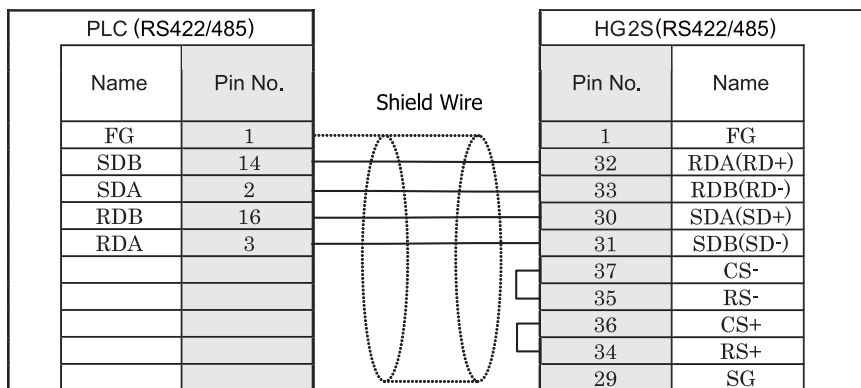 PLC (RS422/485) HG2S(RS422/485)
Name Pin No. Shield Wire Pin No. Name
FG 1 1 FG
SDB 14 32 RDA(RD+)
SDA 2 33 RDB(RD-)
RDB 16 30 SDA(SD+)
RDA 3 31 SDB(SD-)
37 CS-
35 RS-
36 CS+
34 RS+
29 SG